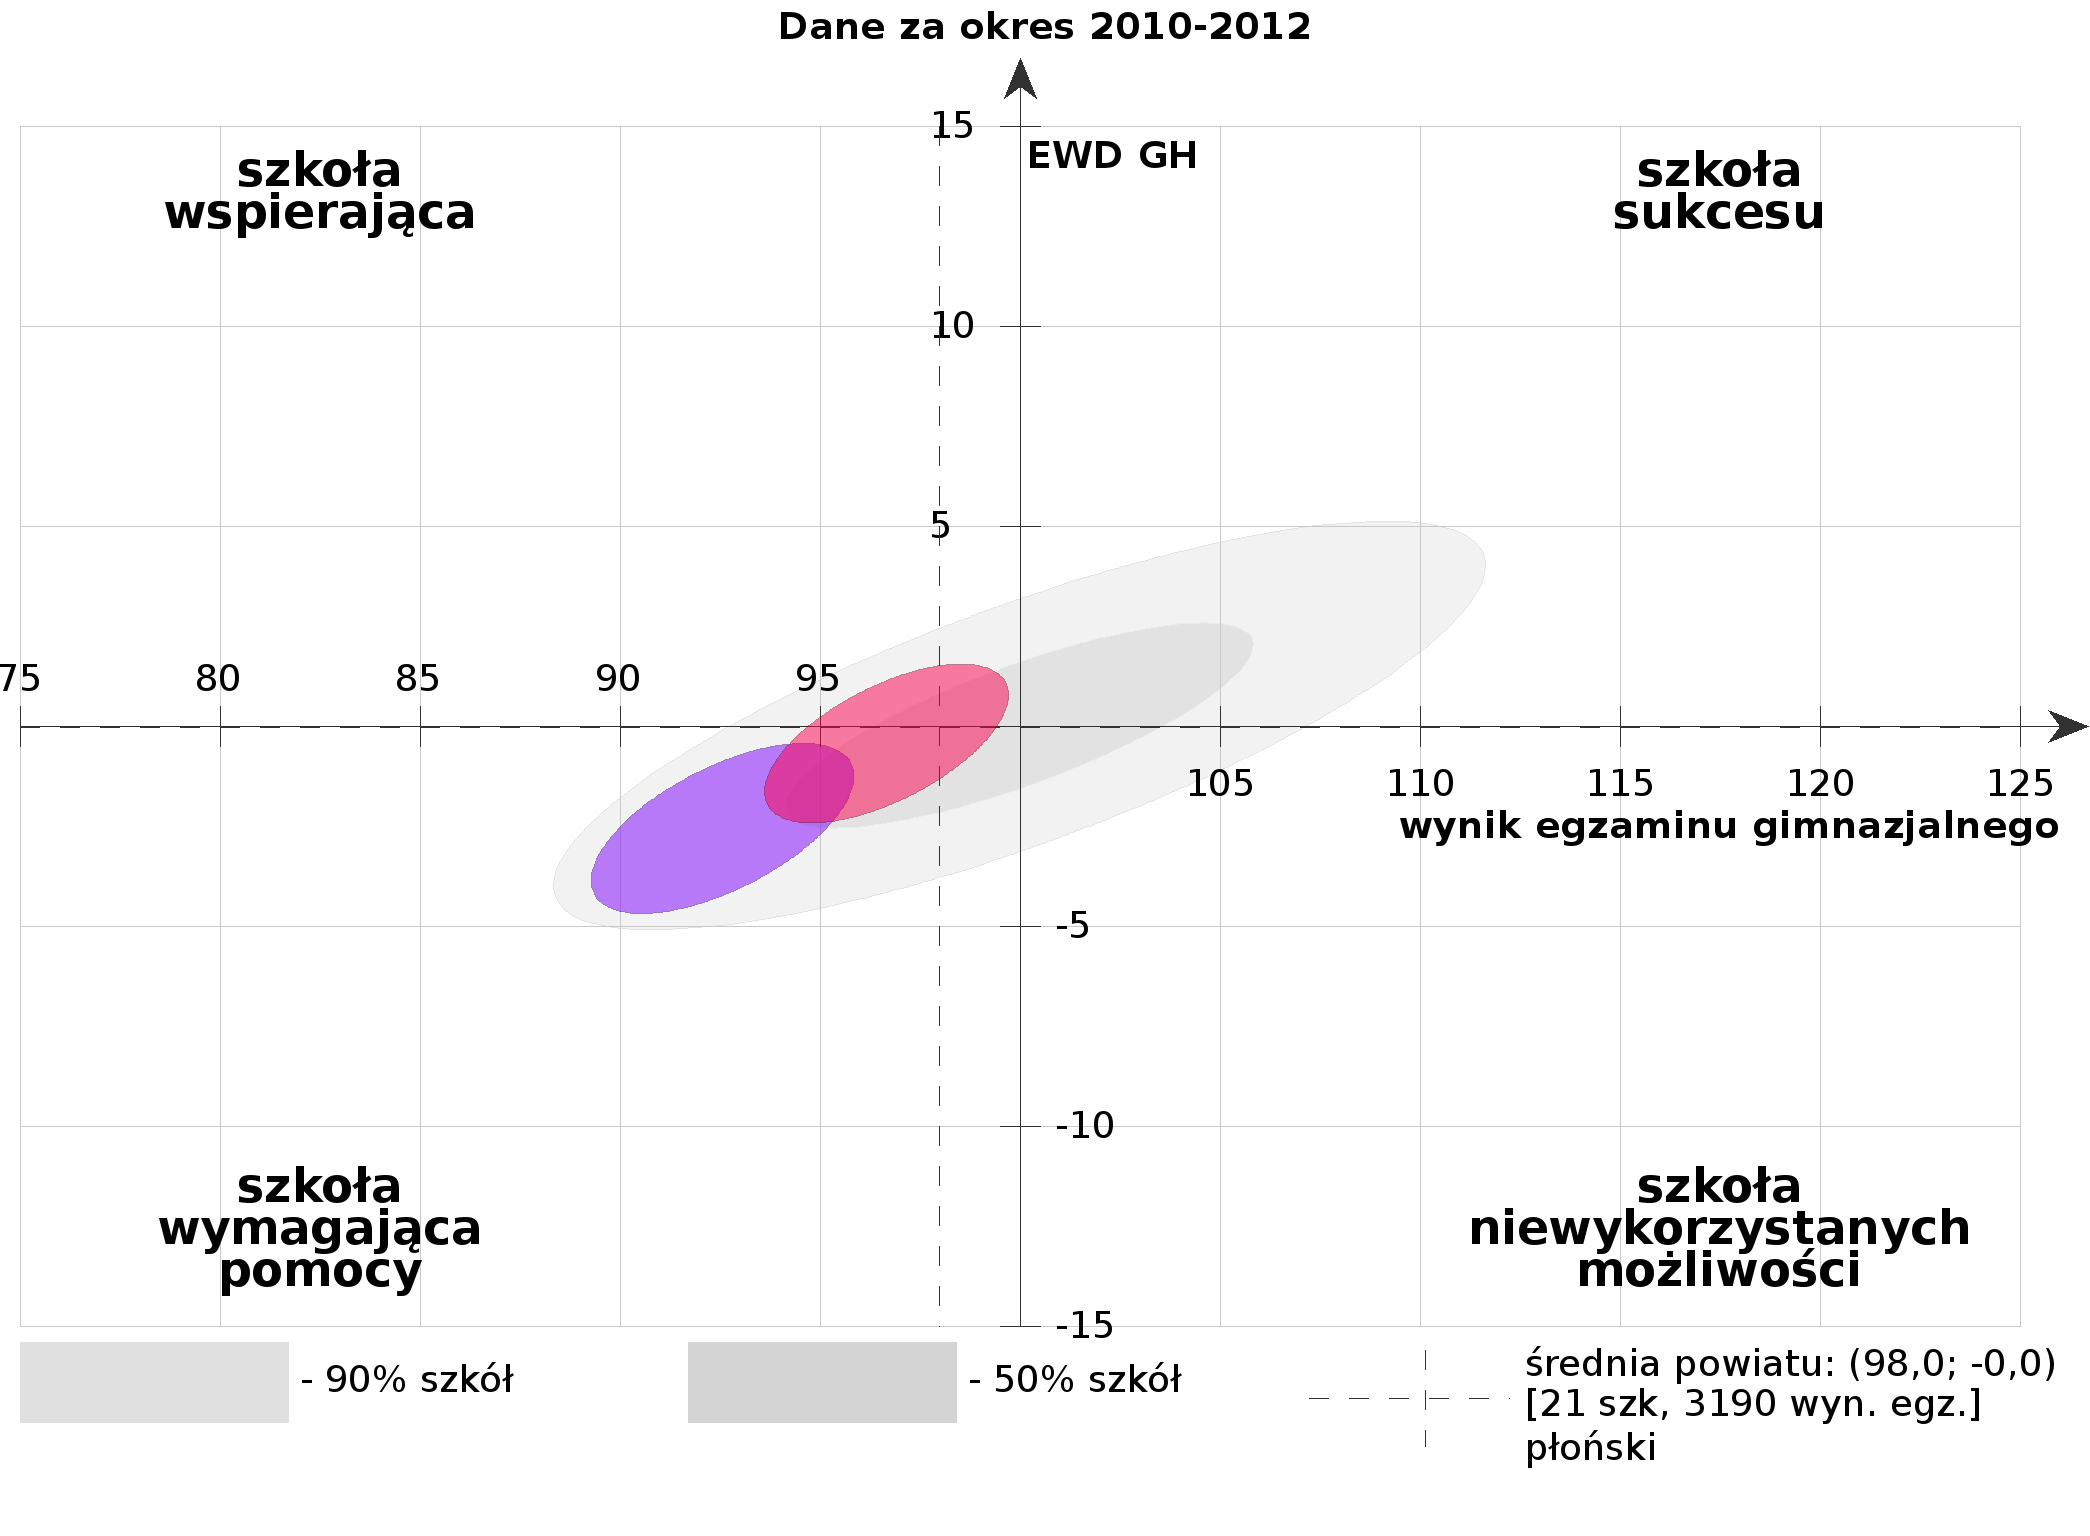 Dane za okres 2010-2012
15
EWD GH
szkoła
wspierająca
szkoła
sukcesu
10
5
75 80 85 90 95
105 110 115 120 125
wynik egzaminu gimnazjalnego
-5
-10
szkoła
wymagająca
pomocy
szkoła
niewykorzystanych
możliwości
-15
- 90% szkół
- 50% szkół
średnia powiatu: (98,0; -0,0)
[21 szk, 3190 wyn. egz.]
płoński